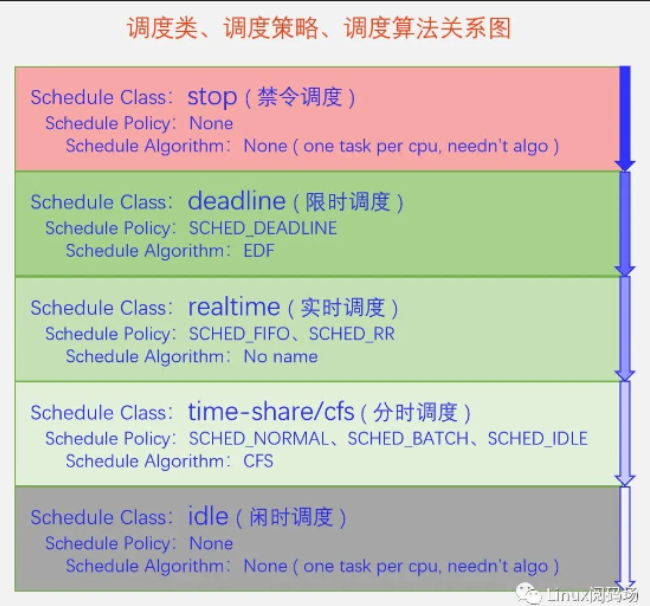 调度类、调度策略、调度算法关系图
Schedule Class：stop ( 禁令调度 )
Schedule Policy：None
Schedule Algorithm：None ( one task per cpu, needn't algo )
Schedule Class：deadline ( 限时调度 )
Schedule Policy：SCHED_DEADLINE
Schedule Algorithm：EDF
Schedule Class：realtime ( 实时调度 )
Schedule Policy：SCHED_FIFO、SCHED_RR
Schedule Algorithm：No name
Schedule Class：time-share/cfs ( 分时调度 )
Schedule Policy：SCHED_NORMAL、SCHED_BATCH、SCHED_IDLE
Schedule Algorithm：CFS
Schedule Class：idle ( 闲时调度 )
Schedule Policy：None
Schedule Algorithm：None ( one task per cpu, needn't algo )
Linux阅码场